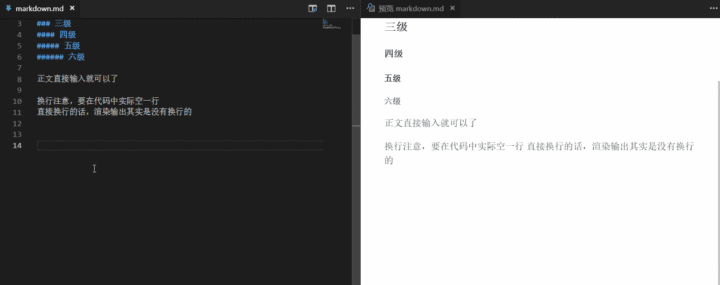 markdown.md
预览 markdown.md
3 ### 三级
4 #### 四级
5 ##### 五级
6 ###### 六级
7
8 正文直接输入就可以了
9
10 换行注意，要在代码中实际空一行
11 直接换行的话，渲染输出其实是没有换行的
12
13
14
三级
四级
五级
六级
正文直接输入就可以了
换行注意，要在代码中实际空一行 直接换行的话，渲染输出其实是没有换行
的